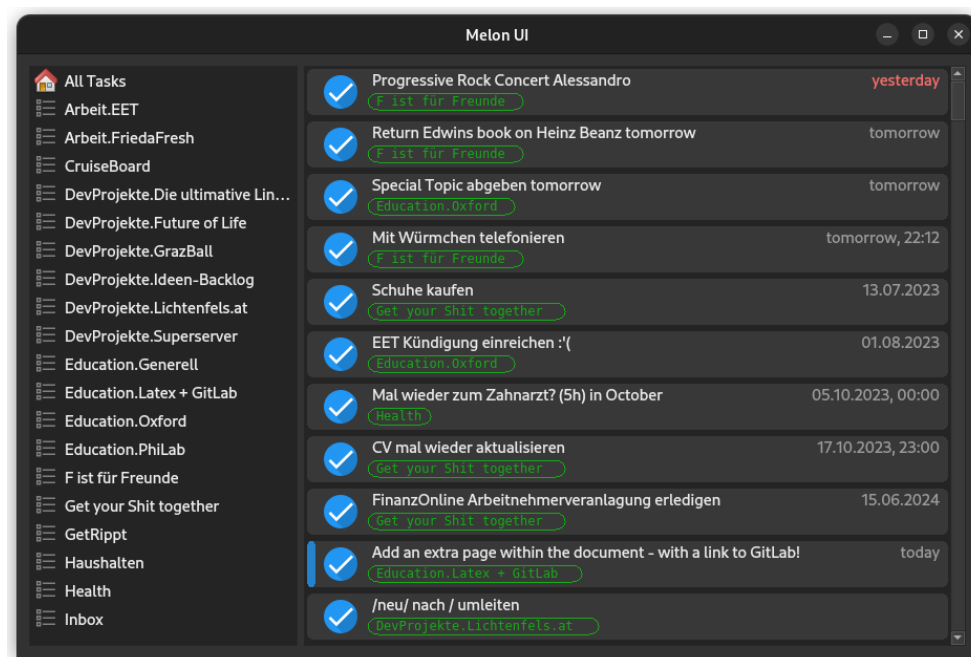 Melon UI
All Tasks
Arbeit.EET
Arbeit.FriedaFresh
CruiseBoard
DevProjekte.Die ultimative Lin...
DevProjekte.Future of Life
DevProjekte.GrazBall
DevProjekte.Ideen-Backlog
DevProjekte.Lichtenfels.at
DevProjekte.Superserver
Education.Generell
Education.Latex + GitLab
Education.Oxford
Education.PhiLab
F ist für Freunde
Get your Shit together
GetRippt
Haushalten
Health
Inbox
Progressive Rock Concert Alessandro yesterday
F ist für Freunde
Return Edwins book on Heinz Beanz tomorrow tomorrow
F ist für Freunde
Special Topic abgeben tomorrow tomorrow
Education.Oxford
Mit Würmchen telefonieren tomorrow, 22:12
F ist für Freunde
Schuhe kaufen 13.07.2023
Get your Shit together
EET Kündigung einreichen :'( 01.08.2023
Education.Oxford
Mal wieder zum Zahnarzt? (5h) in October 05.10.2023, 00:00
Health
CV mal wieder aktualisieren 17.10.2023, 23:00
Get your Shit together
FinanzOnline Arbeitnehmerveranlagung erledigen 15.06.2024
Get your Shit together
Add an extra page within the document - with a link to GitLab! today
Education.Latex + GitLab
/neu/ nach / umleiten
DevProjekte.Lichtenfels.at